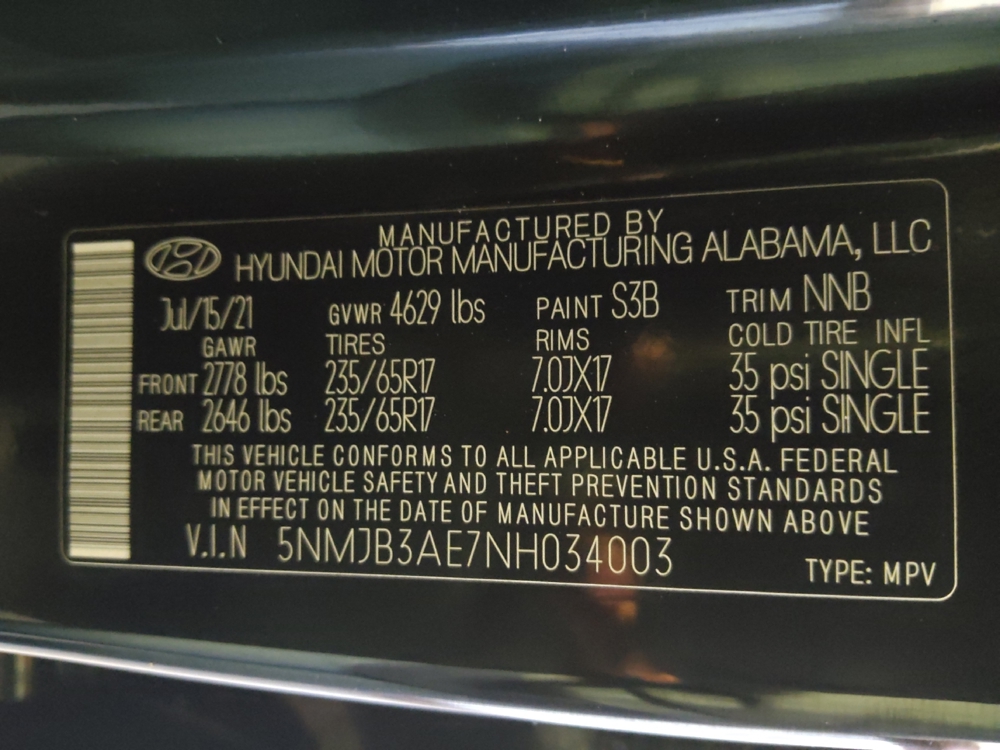 MANUFACTURED BY
HYUNDAI MOTOR MANUFACTURING ALABAMA, LLC
Jul/15/21 GVWR 4629 lbs PAINT S3B TRIM NNB
GAWR TIRES RIMS COLD TIRE INFL
FRONT 2778 lbs 235/65R17 7.0JX17 35 psi SINGLE
REAR 2646 lbs 235/65R17 7.0JX17 35 psi SINGLE
THIS VEHICLE CONFORMS TO ALL APPLICABLE U.S.A. FEDERAL
MOTOR VEHICLE SAFETY AND THEFT PREVENTION STANDARDS
IN EFFECT ON THE DATE OF MANUFACTURE SHOWN ABOVE
V.I.N 5NMJB3AE7NH034003
TYPE: MPV